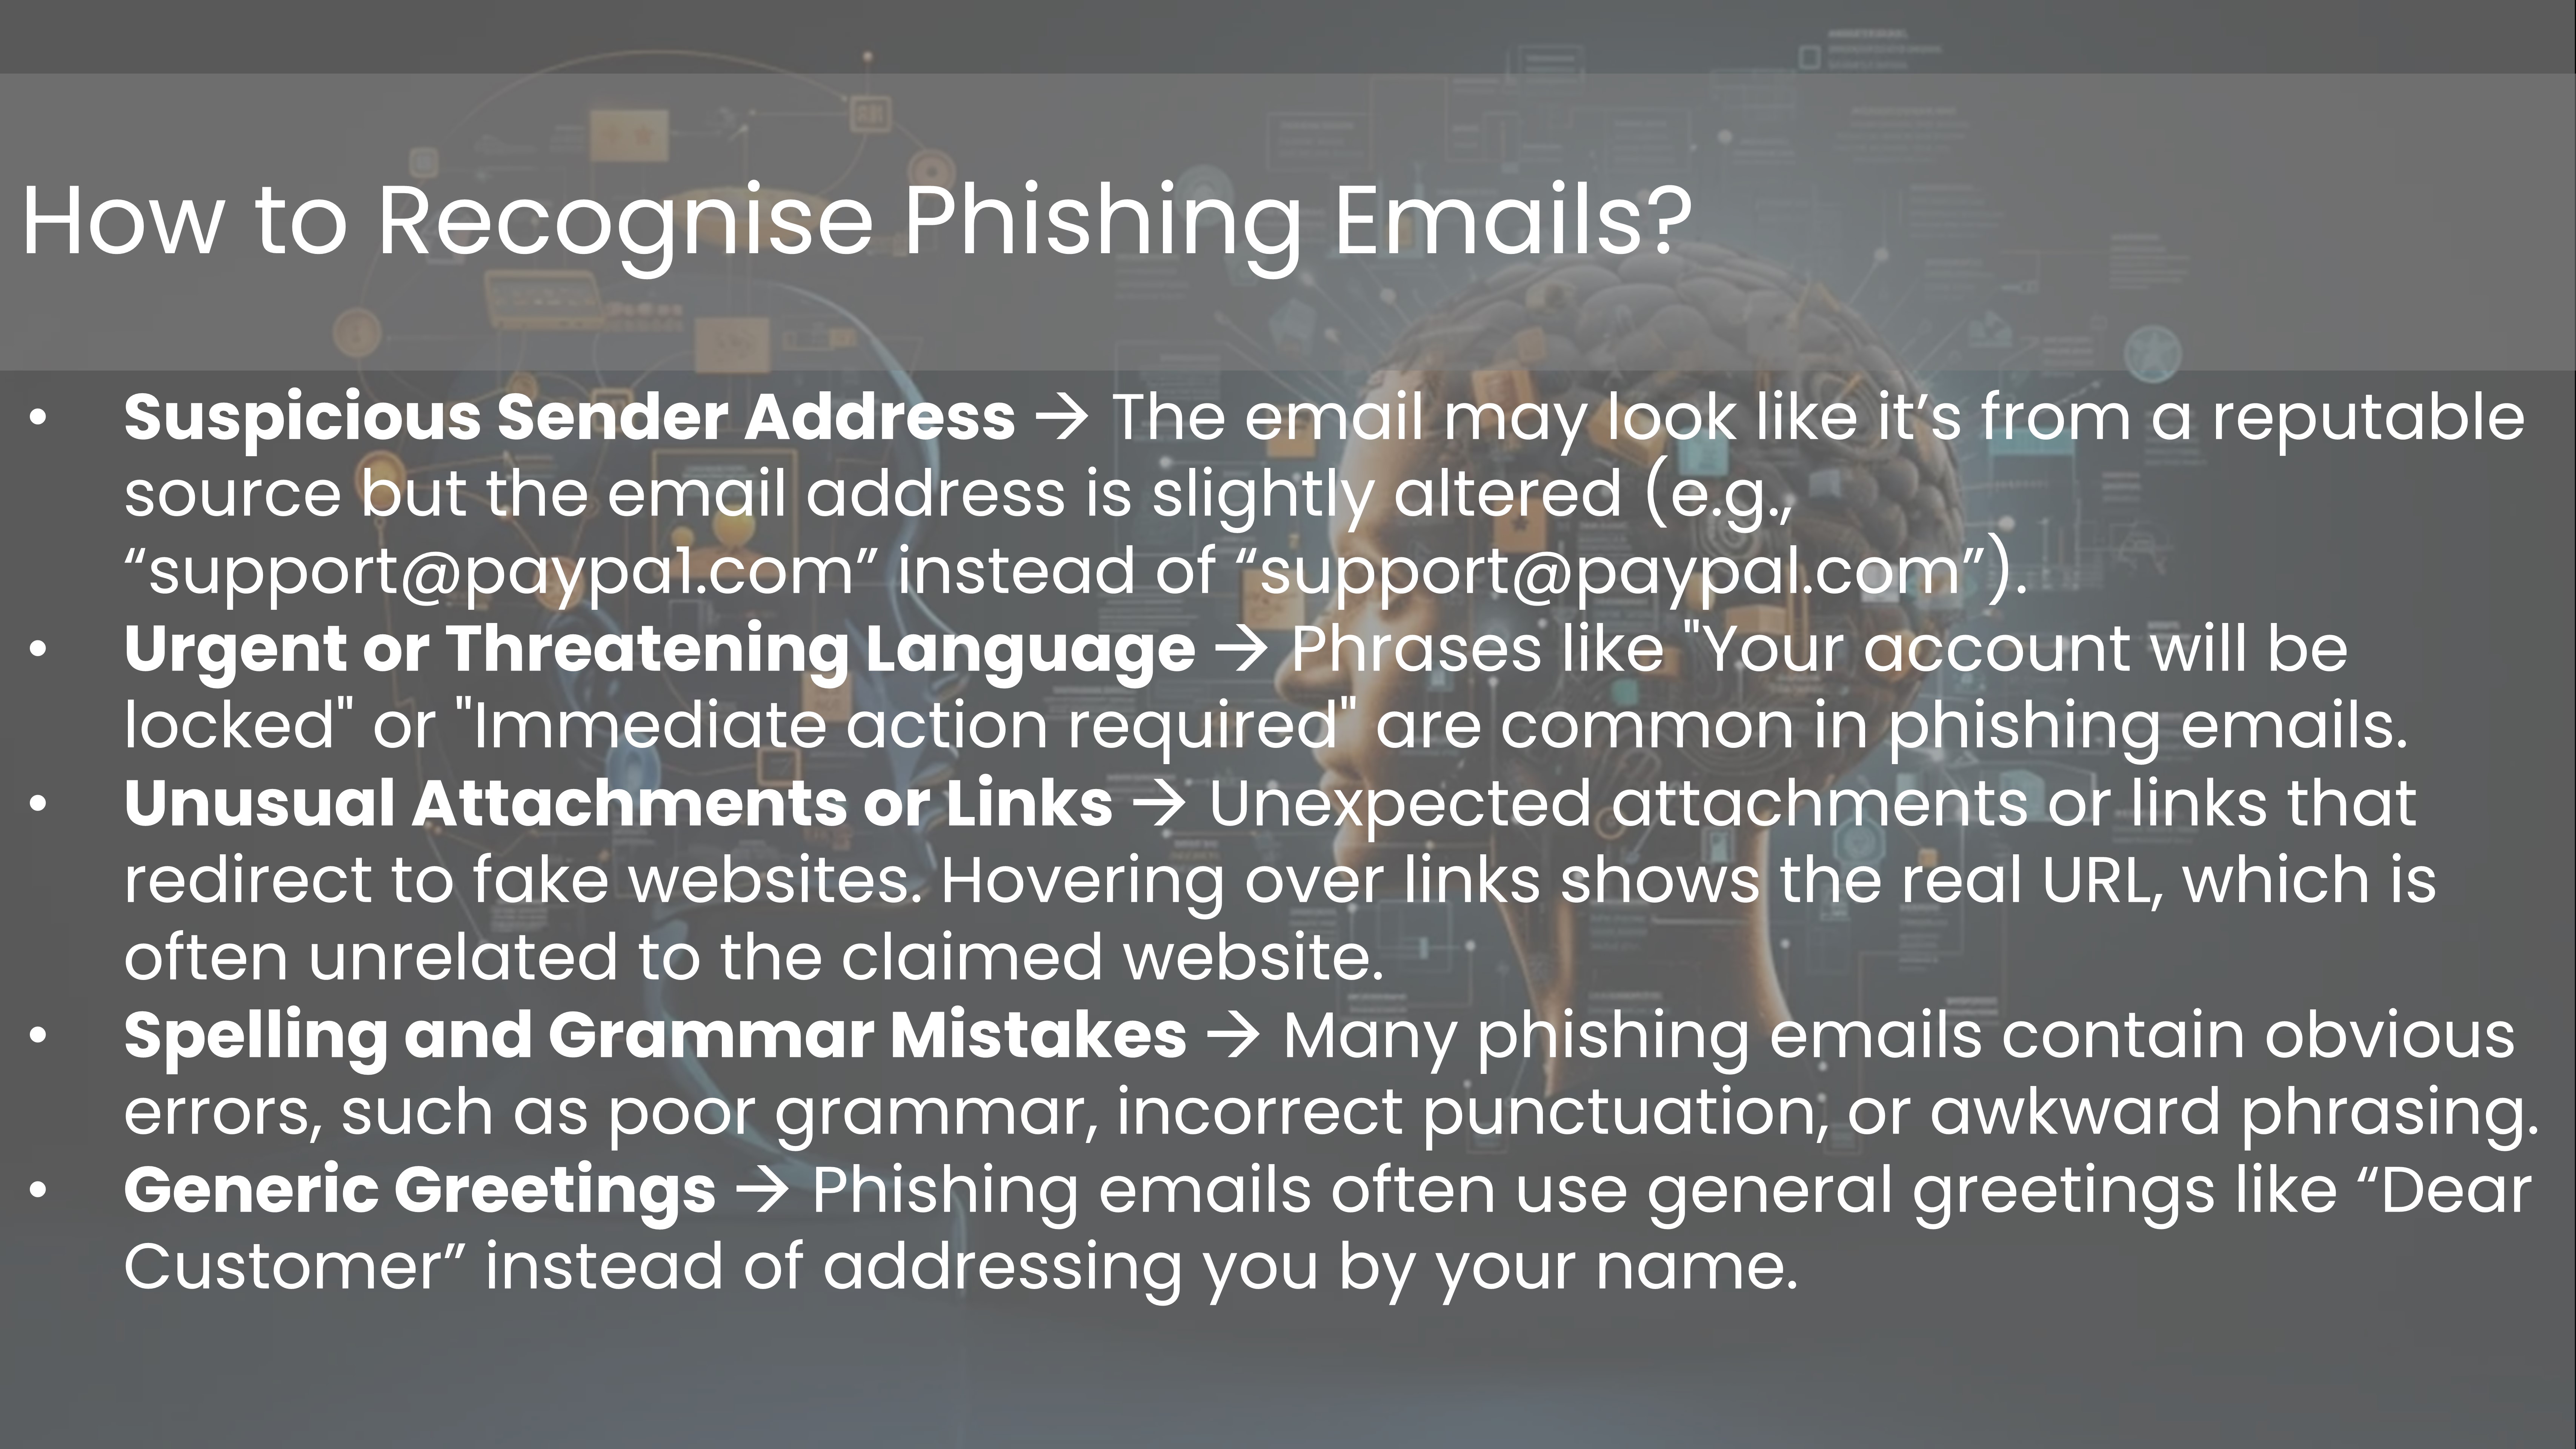 How to Recognise Phishing Emails?
• Suspicious Sender Address → The email may look like it’s from a reputable
source but the email address is slightly altered (e.g.,
“support@paypa1.com” instead of “support@paypal.com”).
• Urgent or Threatening Language → Phrases like "Your account will be
locked" or "Immediate action required" are common in phishing emails.
• Unusual Attachments or Links → Unexpected attachments or links that
redirect to fake websites. Hovering over links shows the real URL, which is
often unrelated to the claimed website.
• Spelling and Grammar Mistakes → Many phishing emails contain obvious
errors, such as poor grammar, incorrect punctuation, or awkward phrasing.
• Generic Greetings → Phishing emails often use general greetings like “Dear
Customer” instead of addressing you by your name.